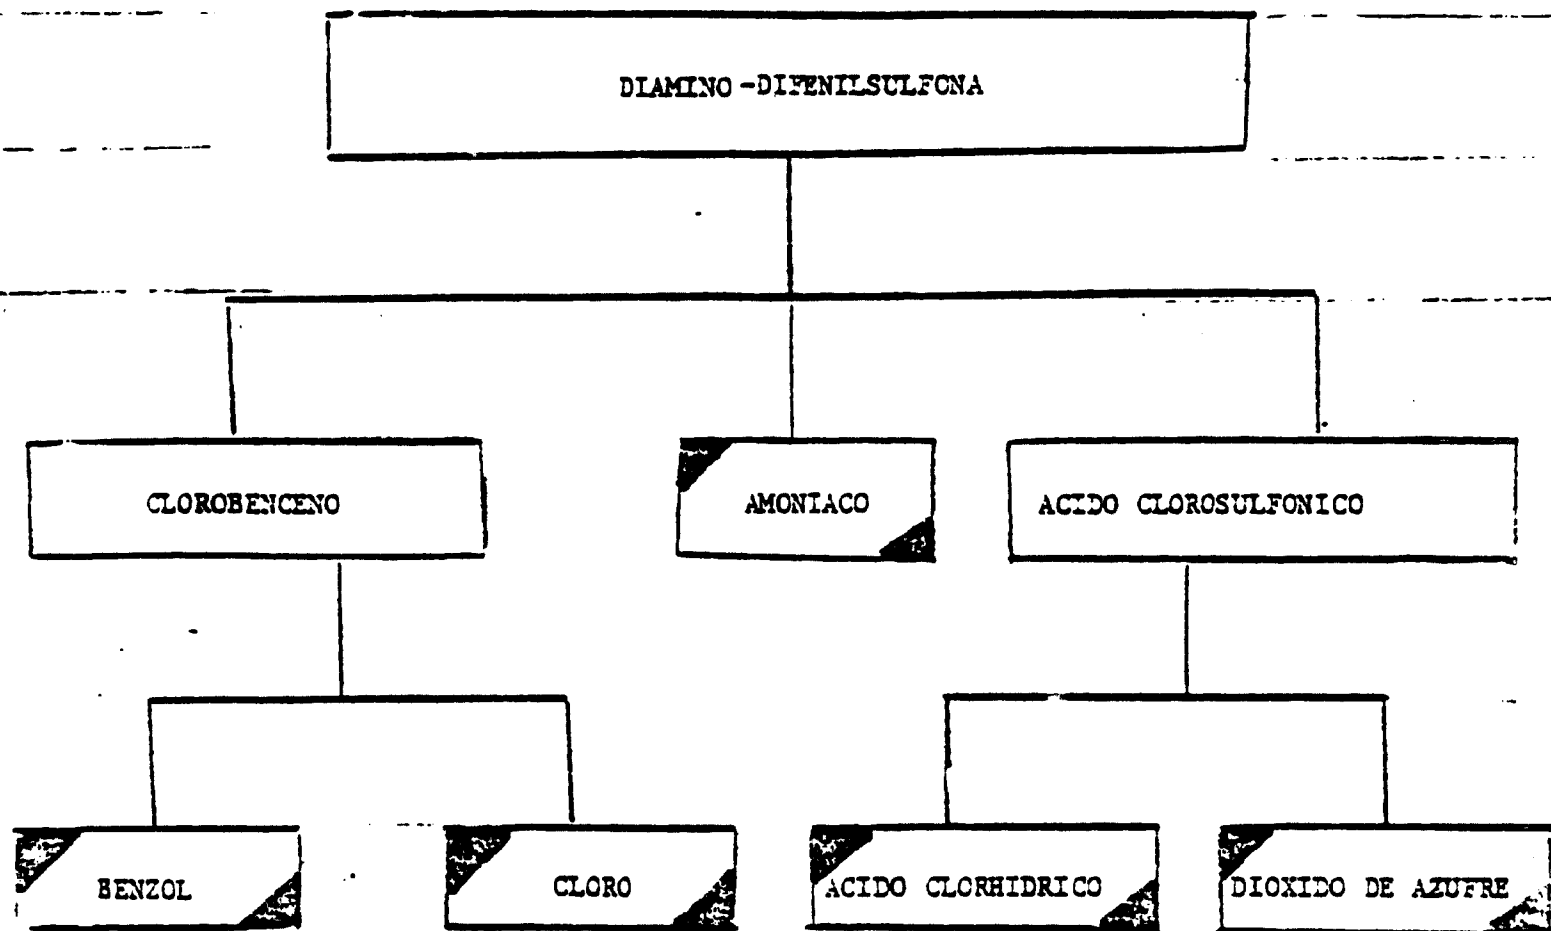 DIAMINO-DIFENILSULFONA
CLOROBENCENO
AMONIACO
ACIDO CLOROSULFONICO
BENZOL
CLORO
ACIDO CLORHIDRICO
DIOXIDO DE AZUFRE